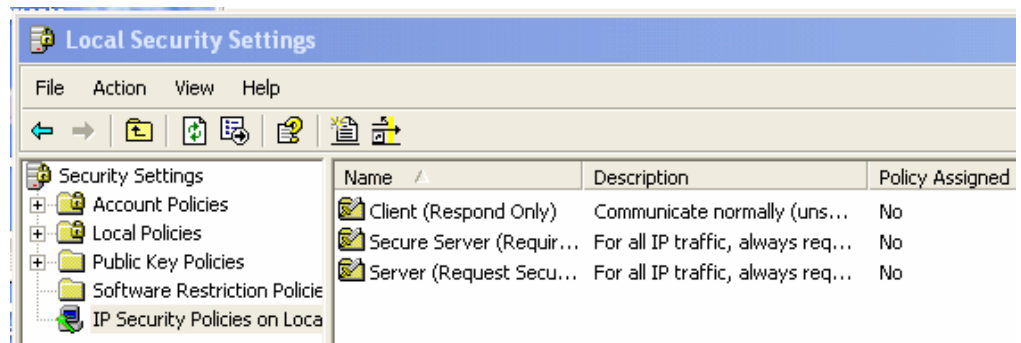 Local Security Settings
File Action View Help
Security Settings
Account Policies
Local Policies
Public Key Policies
Software Restriction Policie
IP Security Policies on Loca
Name Description Policy Assigned
Client (Respond Only) Communicate normally (uns... No
Secure Server (Requir... For all IP traffic, always req... No
Server (Request Secu... For all IP traffic, always req... No